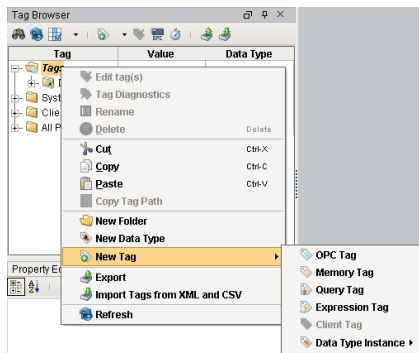 Tag Browser
Tag Value Data Type
Tags
Syst
Clie
All P
Edit tag(s)
Tag Diagnostics
Rename
Delete Delete
Cut Ctrl-X
Copy Ctrl-C
Paste Ctrl-V
Copy Tag Path
New Folder
New Data Type
New Tag
Export
Import Tags from XML and CSV
Refresh
Property Ed
OPC Tag
Memory Tag
Query Tag
Expression Tag
Client Tag
Data Type Instance